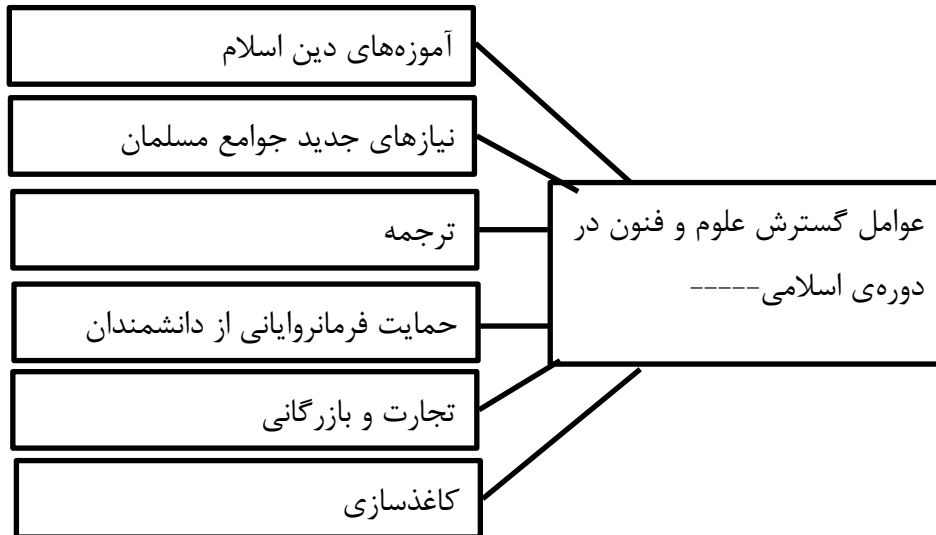 آموزه‌های دین اسلام
نیازهای جدید جوامع مسلمان
عوامل گسترش علوم و فنون در
دوره‌ی اسلامی-----
ترجمه
حمایت فرمانروایانی از دانشمندان
تجارت و بازرگانی
کاغذسازی